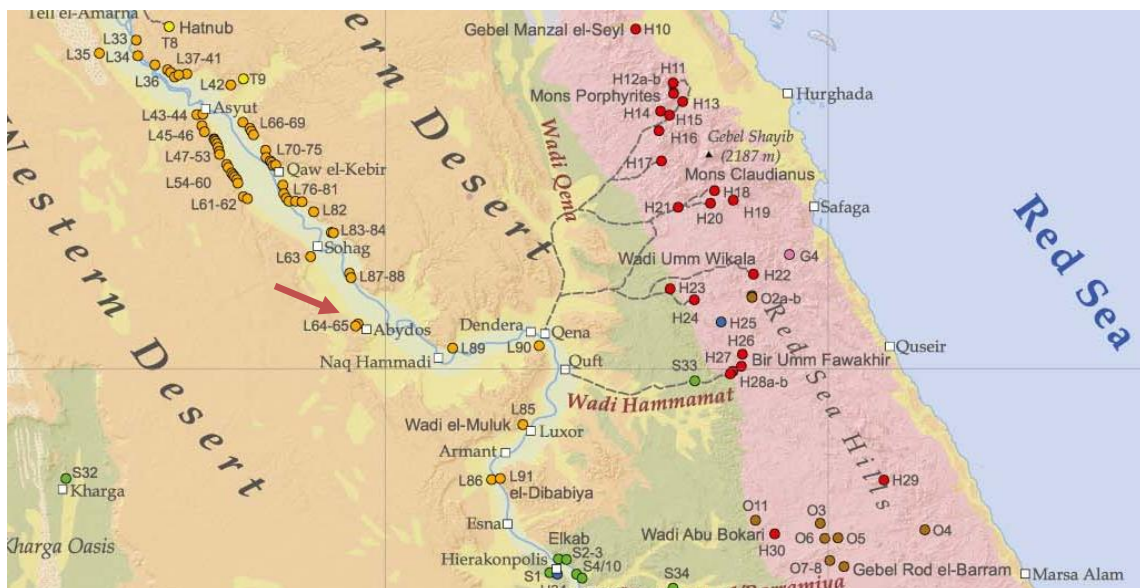 Tell el-Amarna
Hatnub
T8
L33
L34
L35
L36
L37-41
L42
T9
Gebel Manzal el-Seyl
H10
H11
H12a-b
Mons Porphyrites
H13
H14
H15
H16
H17
Gebel Shayib
(2187 m)
Hurghada
Asyut
L43-44
L45-46
L47-53
L54-60
L61-62
L66-69
L70-75
Qaw el-Kebir
L76-81
L82
L83-84
Sohag
L63
L87-88
Mons Claudianus
H18
H19
H20
H21
Safaga
Red Sea
Western Desert
ern Desert
Wadi Qena
Wadi Umm Wikala
G4
H22
H23
H24
O2a-b
H25
H26
H27
Bir Umm Fawakhir
H28a-b
S33
Quseir
Red Sea Hills
L64-65
Abydos
Dendera
Qena
Naq Hammadi
L89
L90
Quft
Wadi Hammamat
L85
Wadi el-Muluk
Luxor
Armant
L86
L91
el-Dibabiya
S32
Kharga
Kharga Oasis
Esna
Elkab
Hierakonpolis
S2-3
S1
S4/10
S34
H29
O11
O3
O4
O5
O6
O7-8
Wadi Abu Bokari
H30
Gebel Rod el-Barram
Marsa Alam